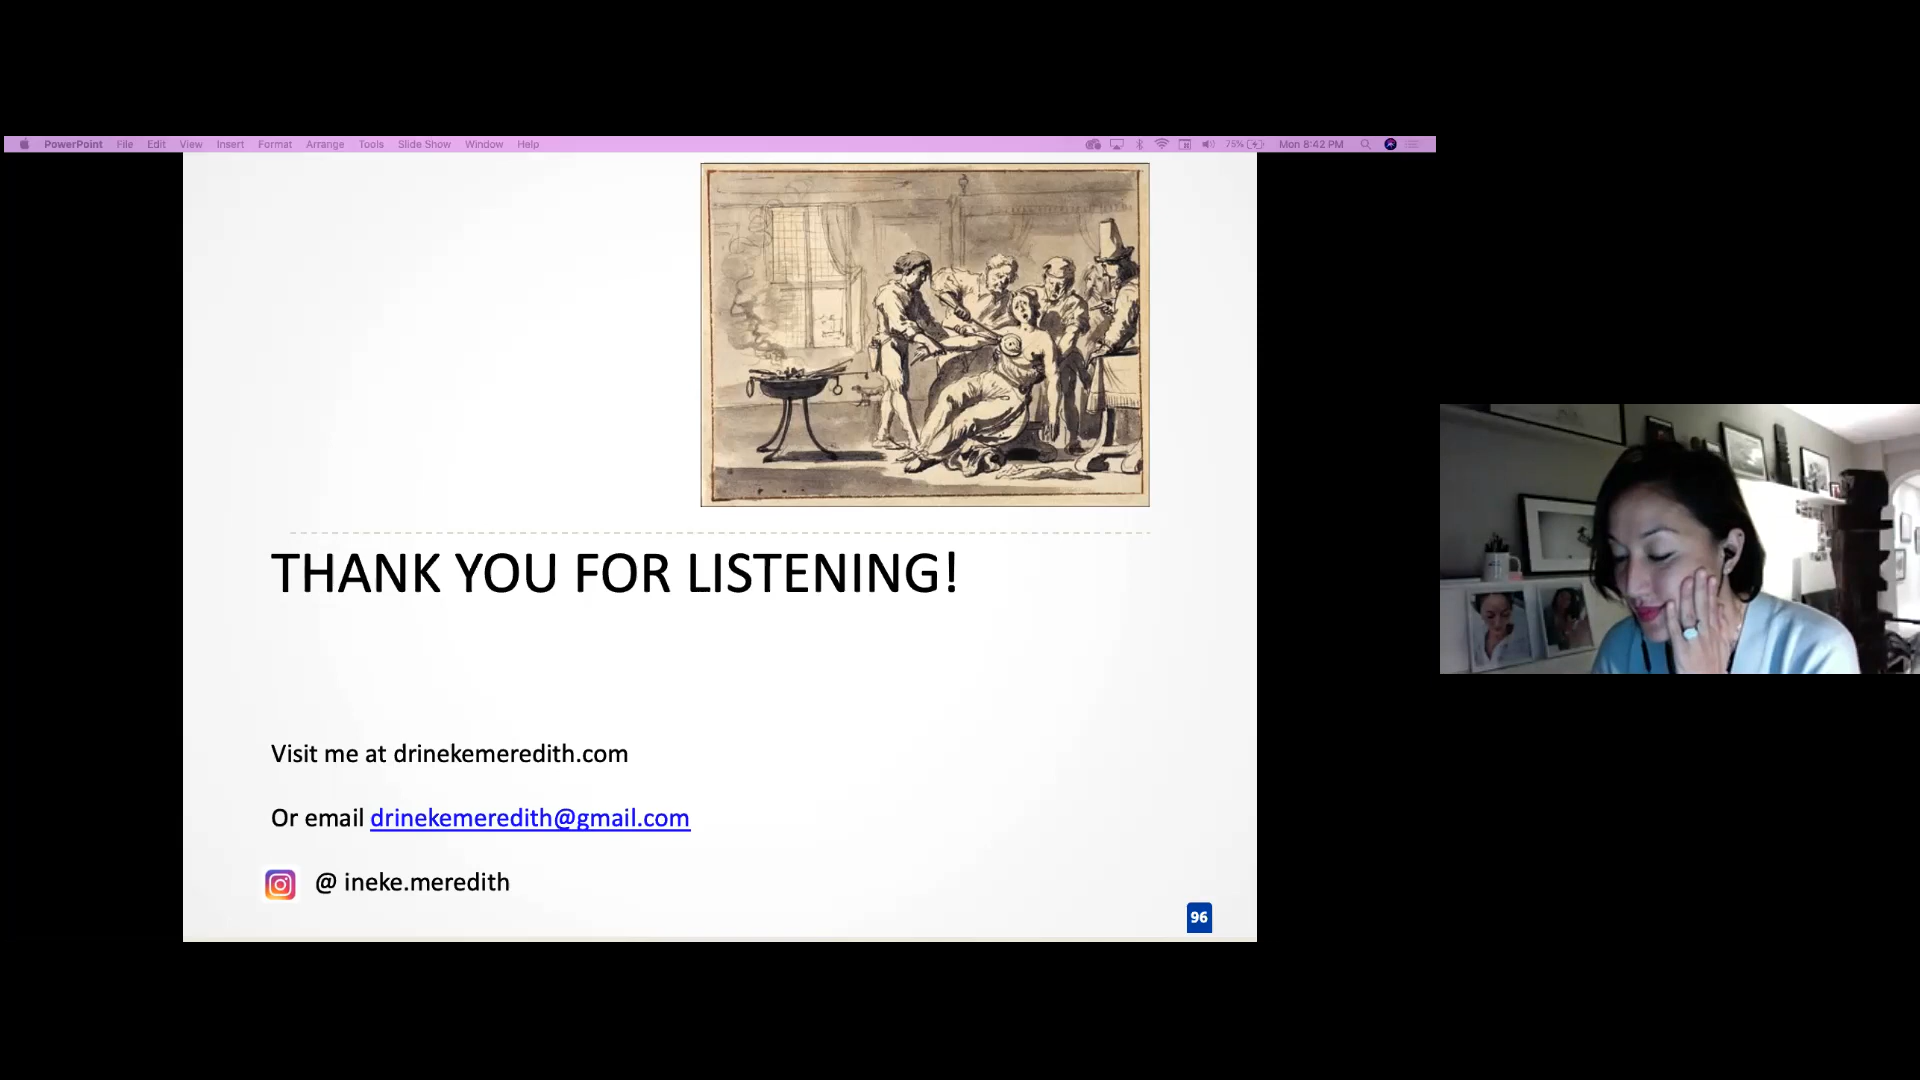 PowerPoint File Edit View Insert Format Arrange Tools Slide Show Window Help 75% Mon 8:42 PM
THANK YOU FOR LISTENING!
Visit me at drinekemeredith.com
Or email drinekemeredith@gmail.com
@ ineke.meredith
96